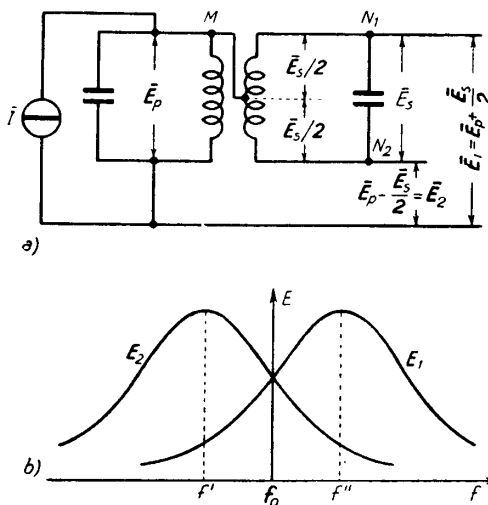 M
N₁
Ī
Ēₚ
Ēₛ/2
Ēₛ/2
Ēₛ
N₂
Ēₚ - Ēₛ/2 = Ē₂
Ē₁ = Ēₚ + Ēₛ/2
a)
E
E₂
E₁
b)
f'
f₀
f"
f